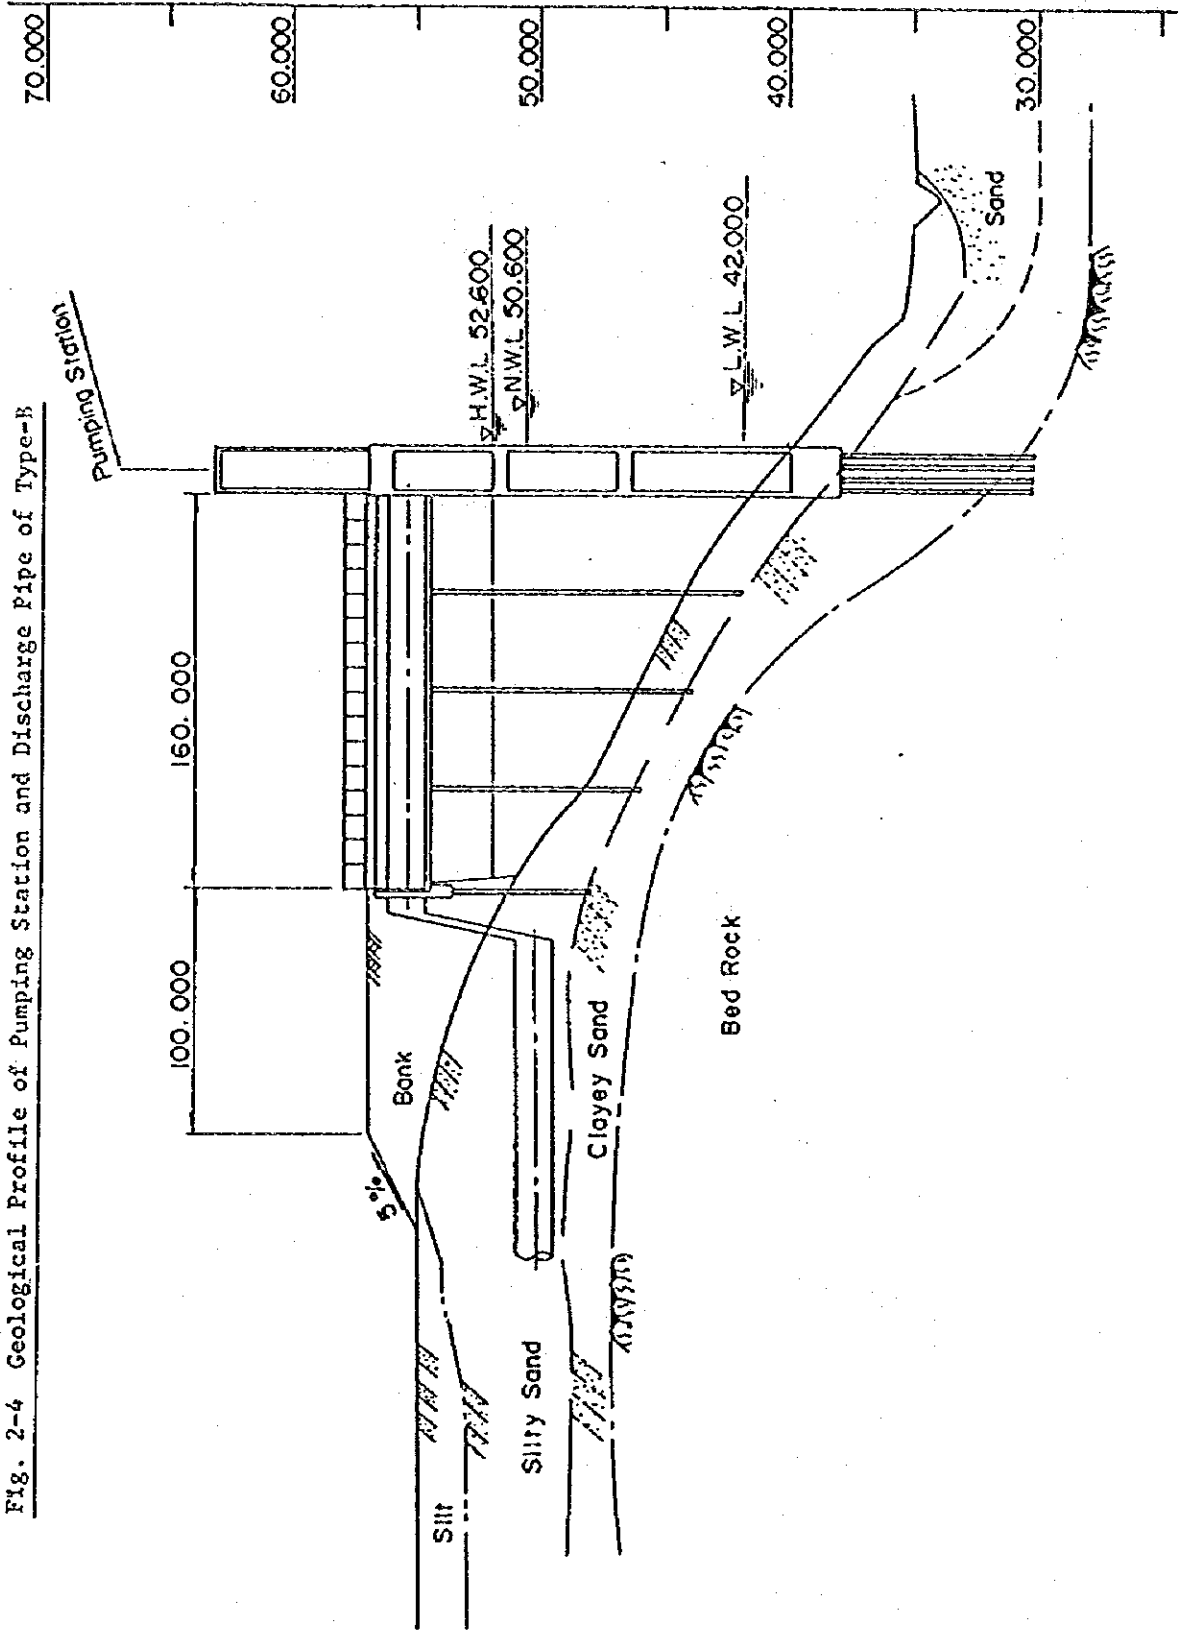 Fig. 2-4 Geological Profile of Pumping Station and Discharge Pipe of Type-B
70.000
60.000
50.000
40.000
30.000
Pumping Station
160.000
100.000
H.W.L 52.600
N.W.L 50.600
L.W.L 42.000
5%
Bank
Silt
Silty Sand
Clayey Sand
Bed Rock
Sand